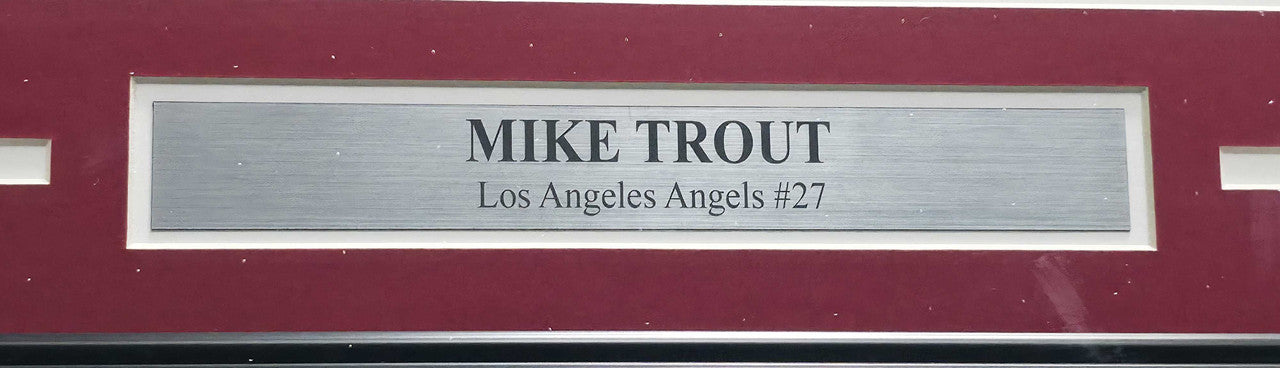 MIKE TROUT
Los Angeles Angels #27